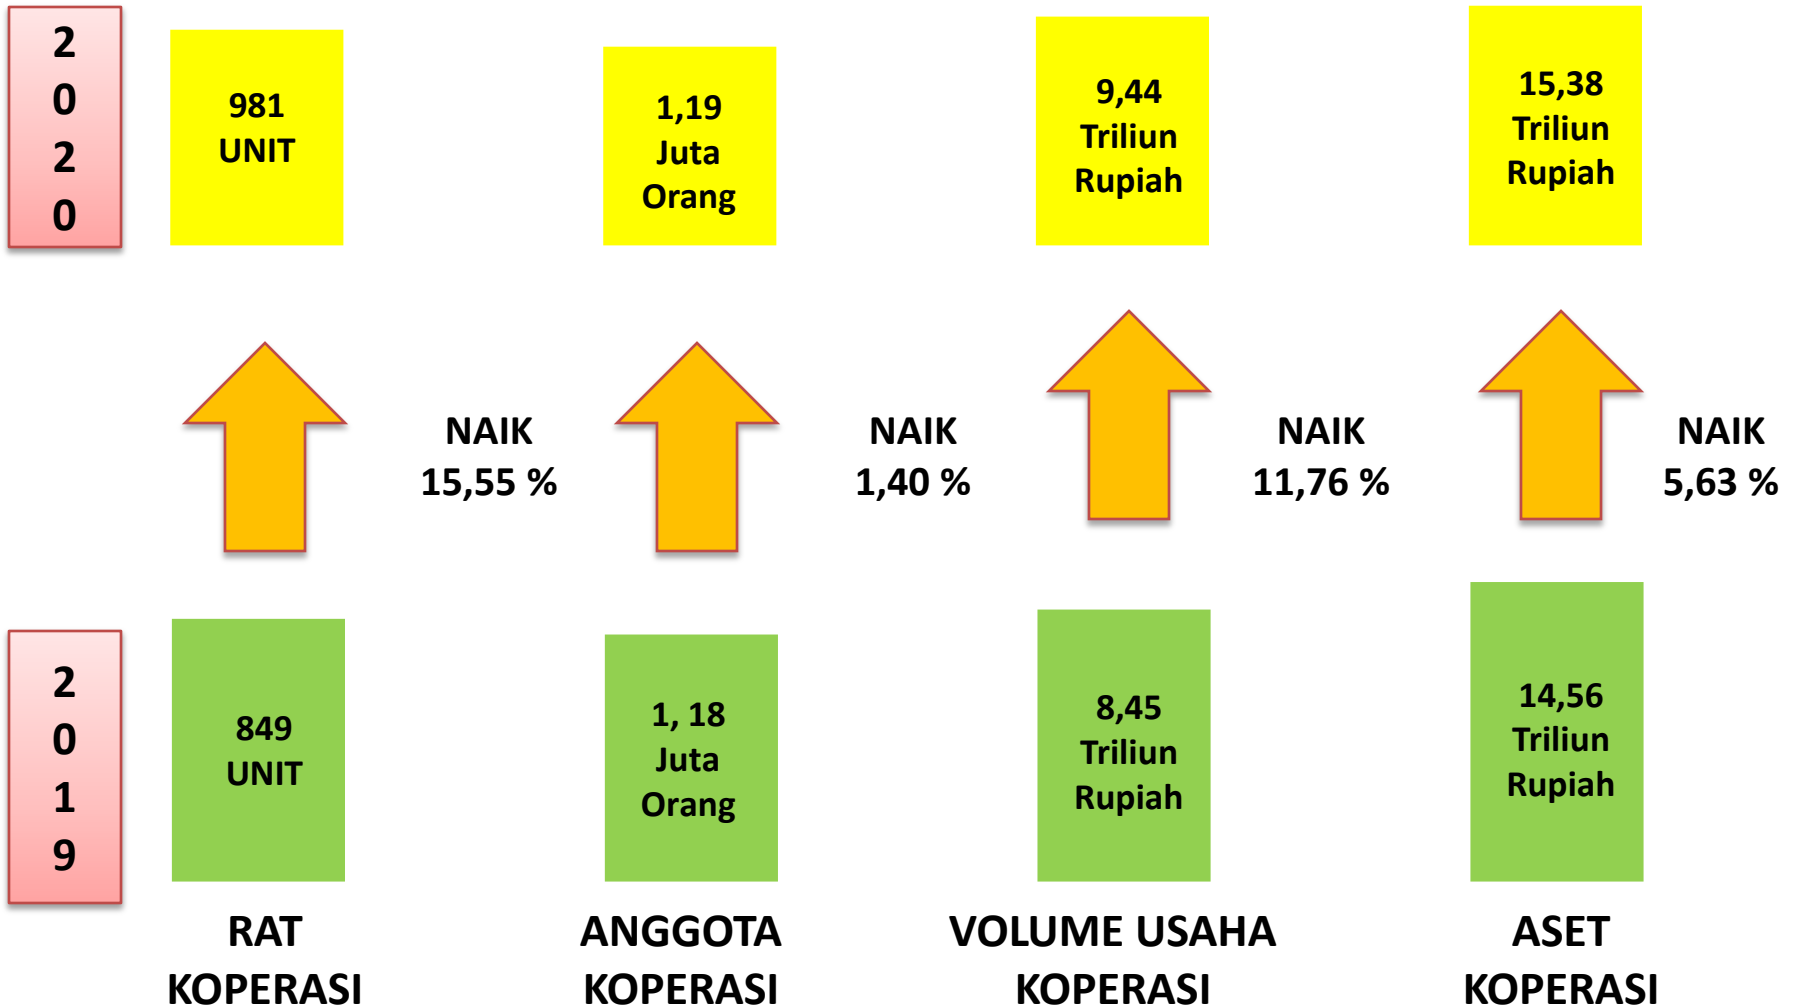 2
0
2
0
981
UNIT
1,19
Juta
Orang
9,44
Triliun
Rupiah
15,38
Triliun
Rupiah
NAIK
15,55 %
NAIK
1,40 %
NAIK
11,76 %
NAIK
5,63 %
2
0
1
9
849
UNIT
1, 18
Juta
Orang
8,45
Triliun
Rupiah
14,56
Triliun
Rupiah
RAT
KOPERASI
ANGGOTA
KOPERASI
VOLUME USAHA
KOPERASI
ASET
KOPERASI